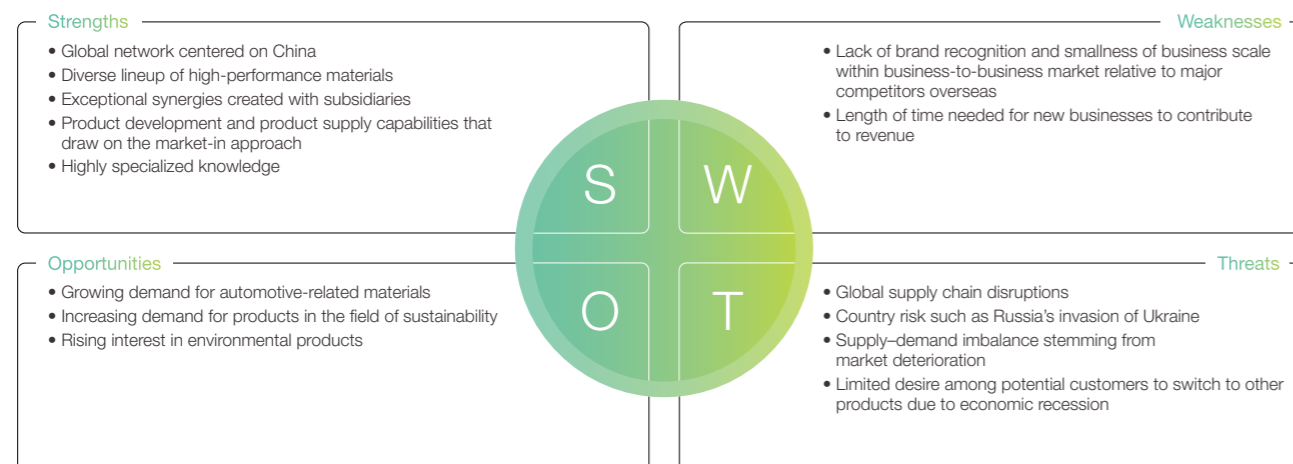 Strengths
• Global network centered on China
• Diverse lineup of high-performance materials
• Exceptional synergies created with subsidiaries
• Product development and product supply capabilities that
draw on the market-in approach
• Highly specialized knowledge
Weaknesses
• Lack of brand recognition and smallness of business scale
within business-to-business market relative to major
competitors overseas
• Length of time needed for new businesses to contribute
to revenue
S
W
O
T
Opportunities
• Growing demand for automotive-related materials
• Increasing demand for products in the field of sustainability
• Rising interest in environmental products
Threats
• Global supply chain disruptions
• Country risk such as Russia’s invasion of Ukraine
• Supply–demand imbalance stemming from
market deterioration
• Limited desire among potential customers to switch to other
products due to economic recession